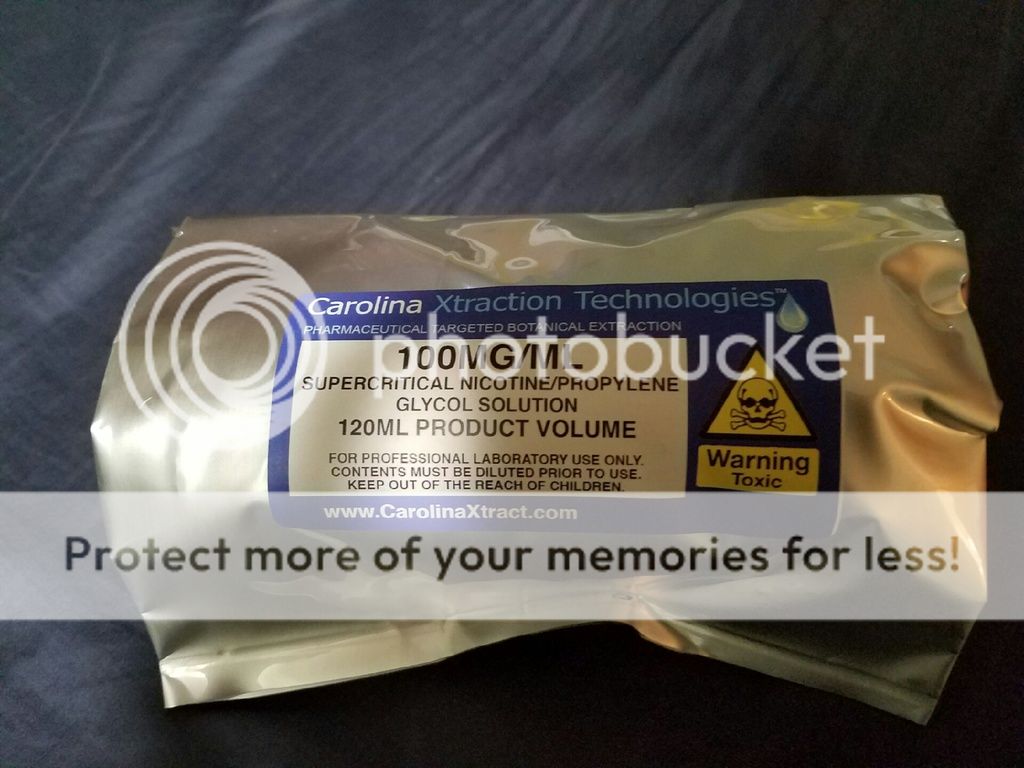 Carolina Xtraction Technologies™
PHARMACEUTICAL TARGETED BOTANICAL EXTRACTION
100MG/ML
SUPERCRITICAL NICOTINE/PROPYLENE
GLYCOL SOLUTION
120ML PRODUCT VOLUME
FOR PROFESSIONAL LABORATORY USE ONLY.
CONTENTS MUST BE DILUTED PRIOR TO USE.
KEEP OUT OF THE REACH OF CHILDREN.
Warning
Toxic
www.CarolinaXtract.com
photobucket
Protect more of your memories for less!